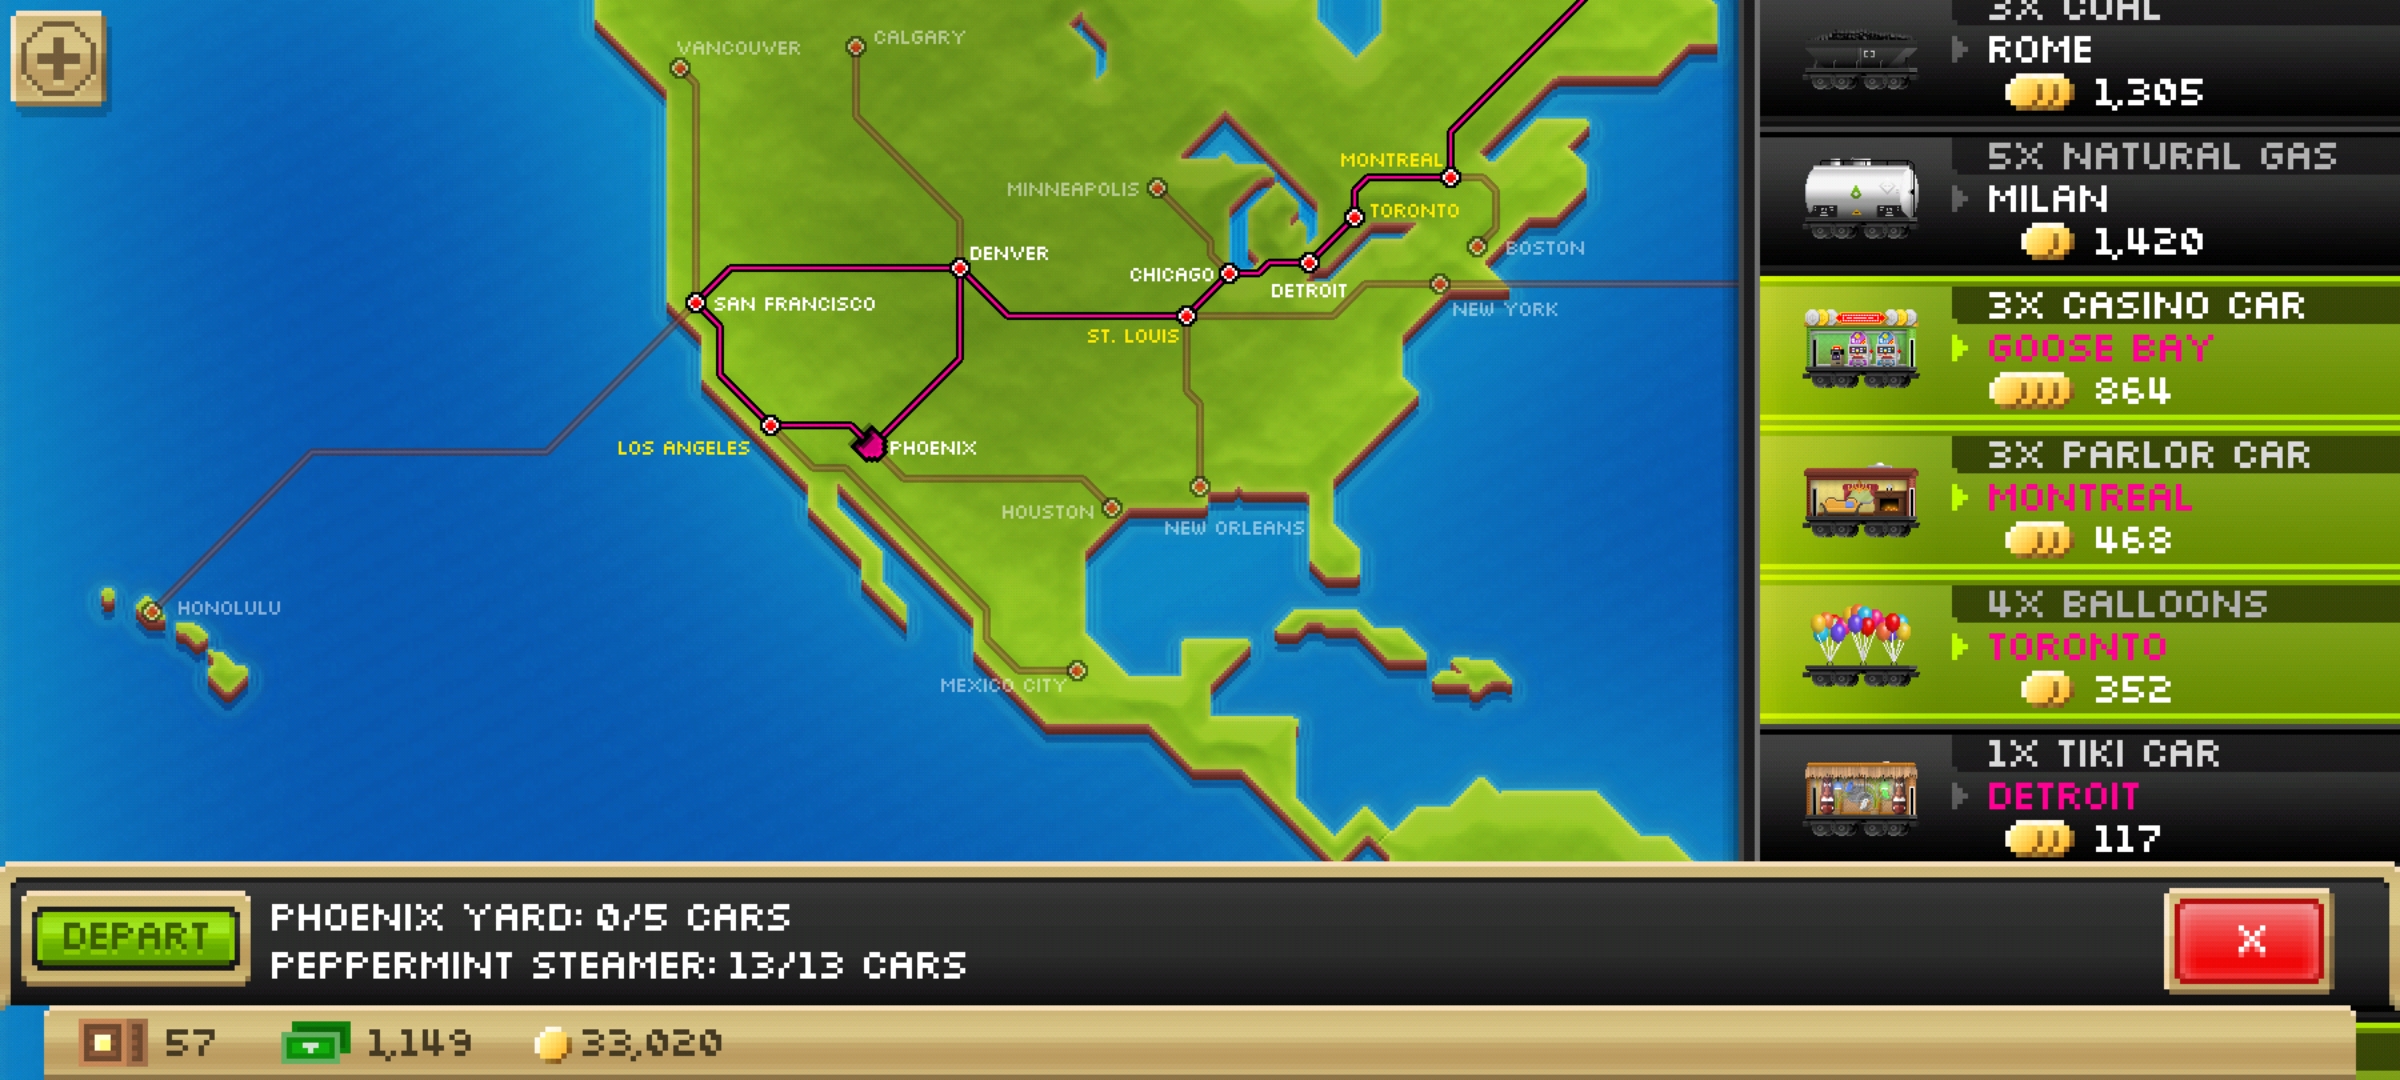 VANCOUVER
CALGARY
MINNEAPOLIS
MONTREAL
TORONTO
BOSTON
DENVER
CHICAGO
DETROIT
NEW YORK
SAN FRANCISCO
ST. LOUIS
LOS ANGELES
PHOENIX
HOUSTON
NEW ORLEANS
HONOLULU
MEXICO CITY
3X COAL
ROME
1,305
5X NATURAL GAS
MILAN
1,420
3X CASINO CAR
GOOSE BAY
864
3X PARLOR CAR
MONTREAL
468
4X BALLOONS
TORONTO
352
1X TIKI CAR
DETROIT
117
DEPART
PHOENIX YARD: 0/5 CARS
PEPPERMINT STEAMER: 13/13 CARS
X
57
1,149
33,020